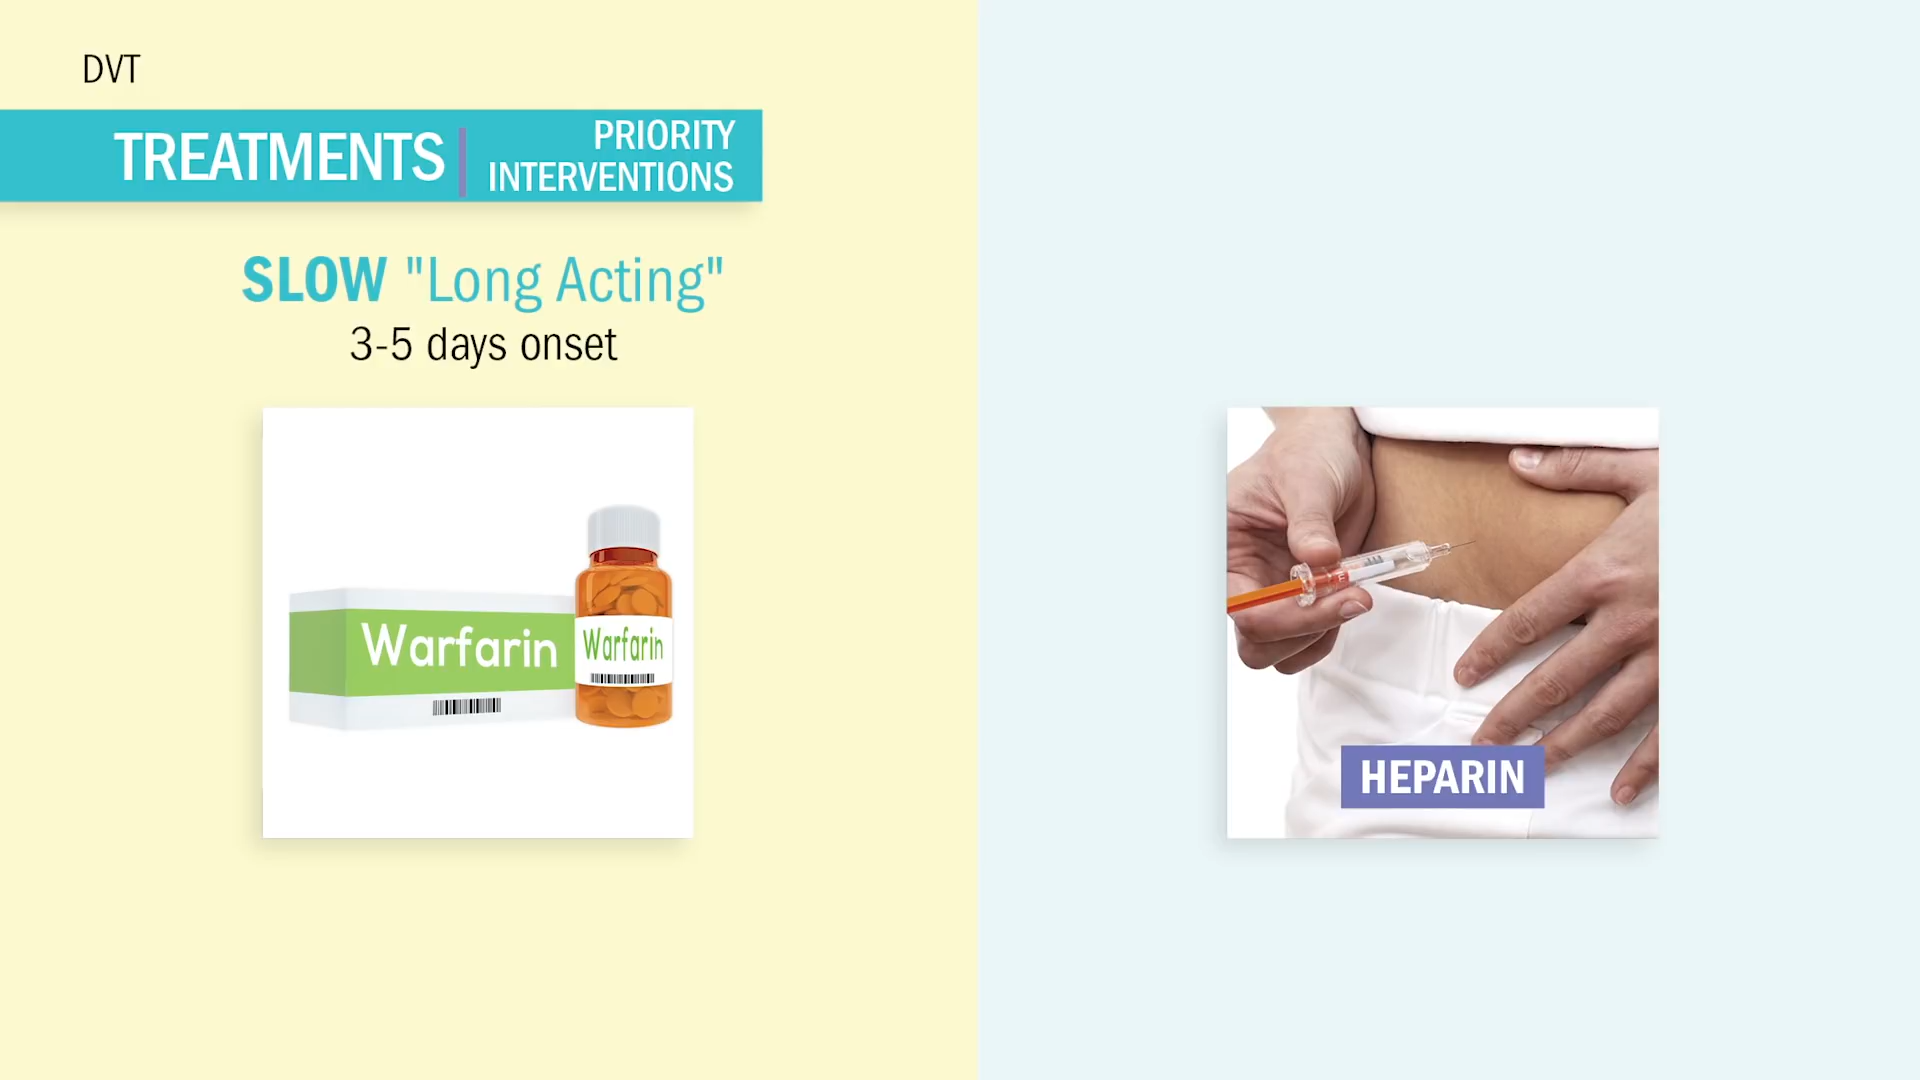 DVT
TREATMENTS
PRIORITY
INTERVENTIONS
SLOW "Long Acting"
3-5 days onset
Warfarin
Warfarin
HEPARIN